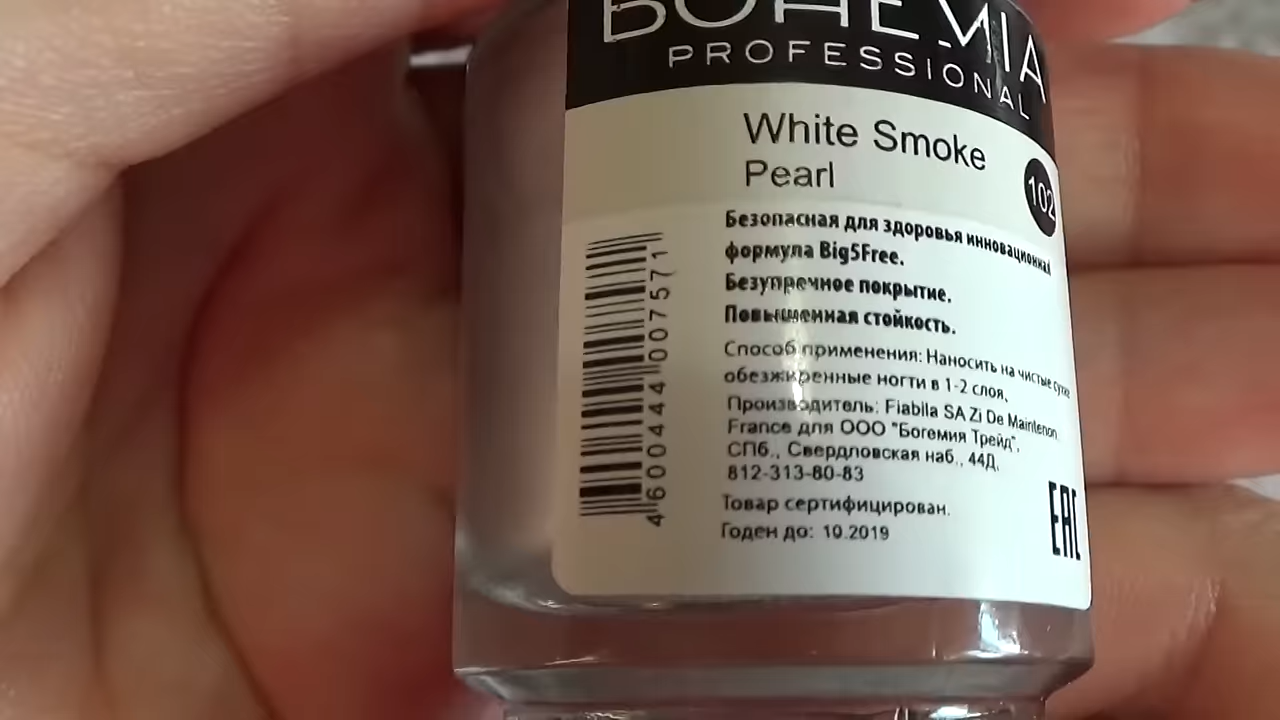 BOHEMIA
PROFESSIONAL
White Smoke
Pearl
102
Безопасная для здоровья инновационная
формула Big5Free.
Безупречное покрытие.
Повышенная стойкость.
Способ применения: Наносить на чистые сухие
обезжиренные ногти в 1-2 слоя.
Производитель: Fiabila SA Zi De Maintenon
France для ООО "Богемия Трейд",
СПб., Свердловская наб., 44Д,
812-313-80-83
Товар сертифицирован.
Годен до: 10.2019
EAC
4600444007571